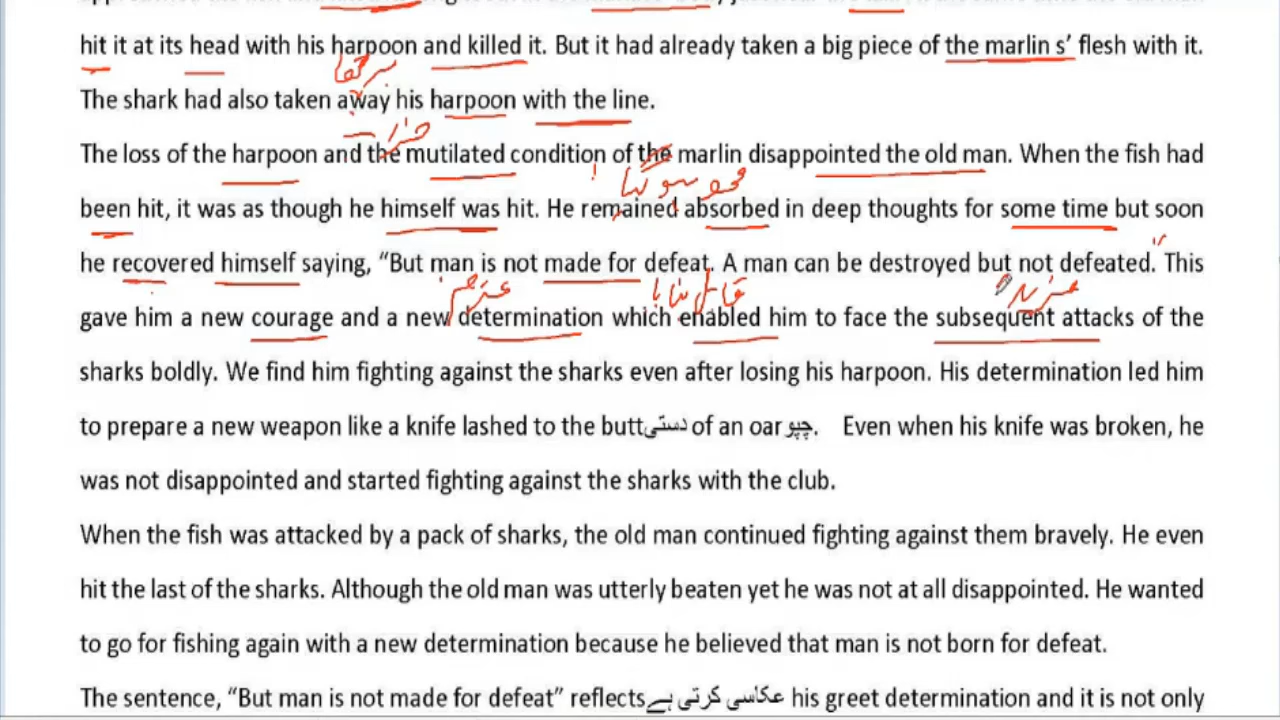 hit it at its head with his harpoon and killed it. But it had already taken a big piece of the marlin s’ flesh with it.
The shark had also taken away his harpoon with the line.
The loss of the harpoon and the mutilated condition of the marlin disappointed the old man. When the fish had
محو ہو گیا
been hit, it was as though he himself was hit. He remained absorbed in deep thoughts for some time but soon
he recovered himself saying, “But man is not made for defeat. A man can be destroyed but not defeated. This
عزم قابل بنایا مزید
gave him a new courage and a new determination which enabled him to face the subsequent attacks of the
sharks boldly. We find him fighting against the sharks even after losing his harpoon. His determination led him
to prepare a new weapon like a knife lashed to the butt دستی of an oar چپو. Even when his knife was broken, he
was not disappointed and started fighting against the sharks with the club.
When the fish was attacked by a pack of sharks, the old man continued fighting against them bravely. He even
hit the last of the sharks. Although the old man was utterly beaten yet he was not at all disappointed. He wanted
to go for fishing again with a new determination because he believed that man is not born for defeat.
The sentence, “But man is not made for defeat” reflects عکاسی کرتی ہے his greet determination and it is not only